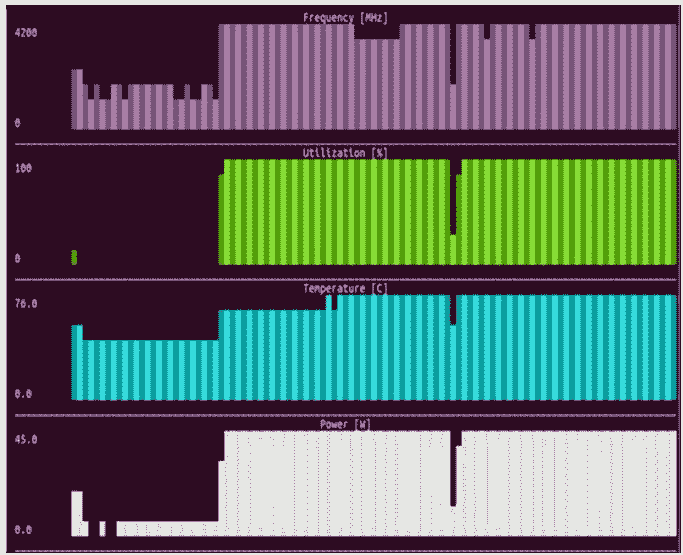 Frequency [MHz]
4200
0
Utilization [%]
100
0
Temperature [C]
76.0
0.0
Power [W]
45.0
0.0